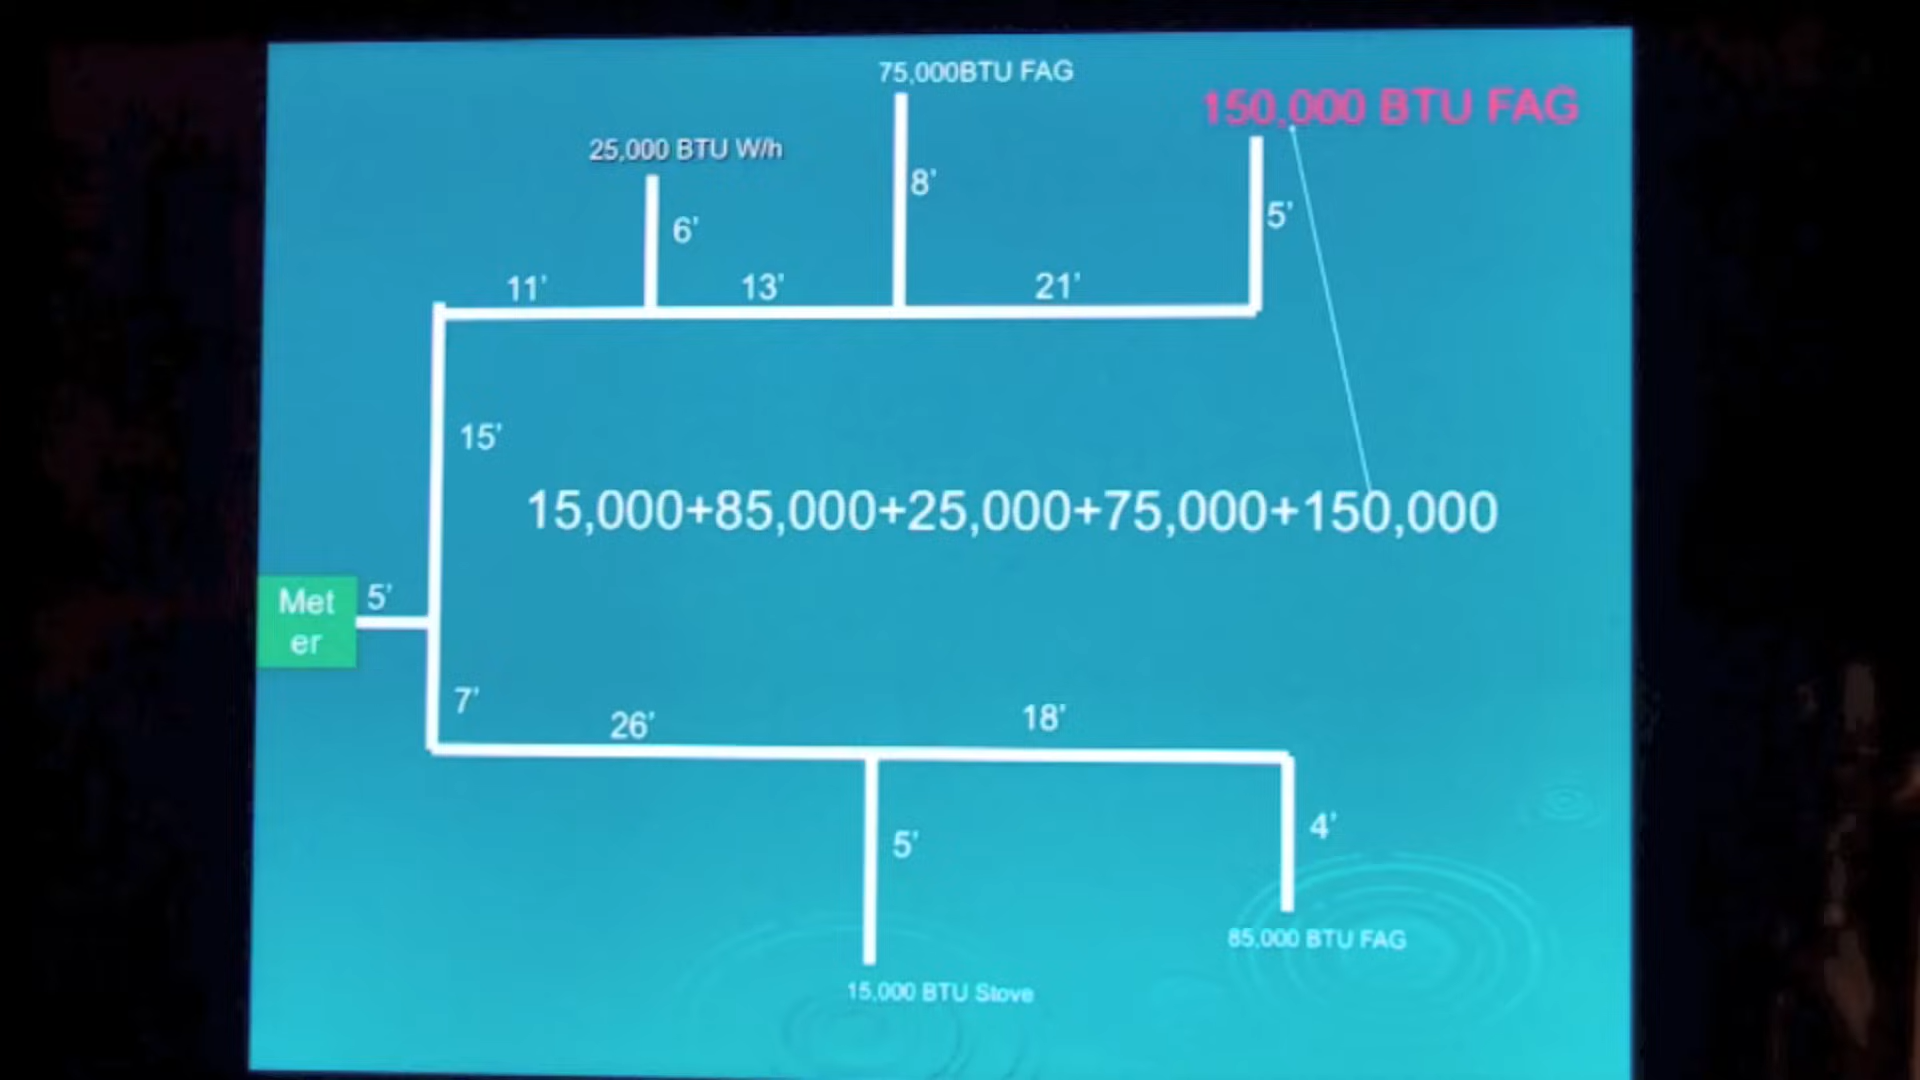 75,000BTU FAG
150,000 BTU FAG
25,000 BTU W/h
8’
5’
6’
11’
13’
21’
15’
15,000+85,000+25,000+75,000+150,000
Met
er
5’
7’
26’
18’
5’
4’
85,000 BTU FAG
15,000 BTU Stove